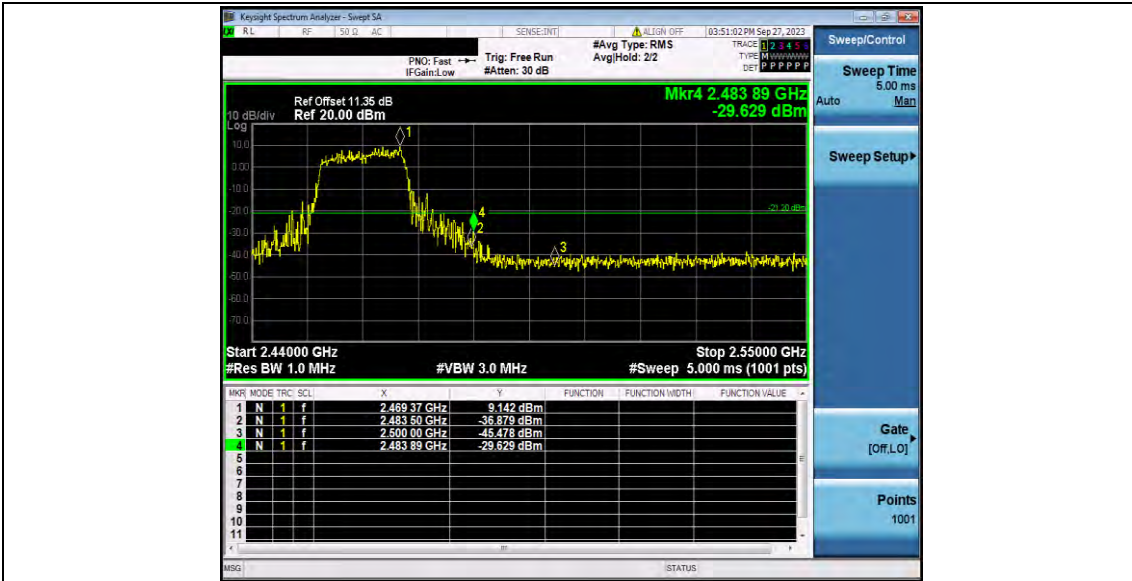 Keysight Spectrum Analyzer - Swept SA
RL RF 50 Ω AC SENSE:INT ALIGN OFF 03:51:02 PM Sep 27, 2023
#Avg Type: RMS TRACE 1 2 3 4 5 6
PNO: Fast Trig: Free Run Avg|Hold: 2/2 TYPE M WWWWW
IFGain:Low #Atten: 30 dB DET P P P P P P
Mkr4 2.483 89 GHz
-29.629 dBm
Ref Offset 11.35 dB
10 dB/div Ref 20.00 dBm
Log
1
10.0
0.00
-10.0
-20.0
-21.20 dBm
4
-30.0
2
3
-40.0
-50.0
-60.0
-70.0
Start 2.44000 GHz Stop 2.55000 GHz
#Res BW 1.0 MHz #VBW 3.0 MHz #Sweep 5.000 ms (1001 pts)
MKR MODE TRC SCL X Y FUNCTION FUNCTION WIDTH FUNCTION VALUE
1 N 1 f 2.469 37 GHz 9.142 dBm
2 N 1 f 2.483 50 GHz -36.879 dBm
3 N 1 f 2.500 00 GHz -45.478 dBm
4 N 1 f 2.483 89 GHz -29.629 dBm
5
6
7
8
9
10
11
MSG STATUS
Sweep/Control
Sweep Time
5.00 ms
Auto Man
Sweep Setup
Gate
[Off,LO]
Points
1001